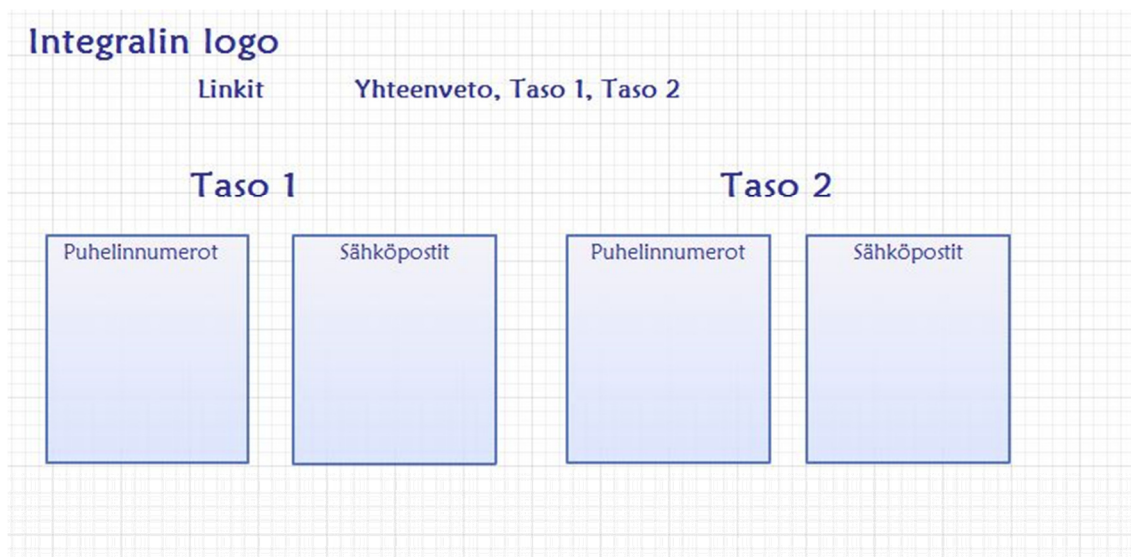 Integralin logo
Linkit Yhteenveto, Taso 1, Taso 2
Taso 1 Taso 2
Puhelinnumerot Sähköpostit Puhelinnumerot Sähköpostit